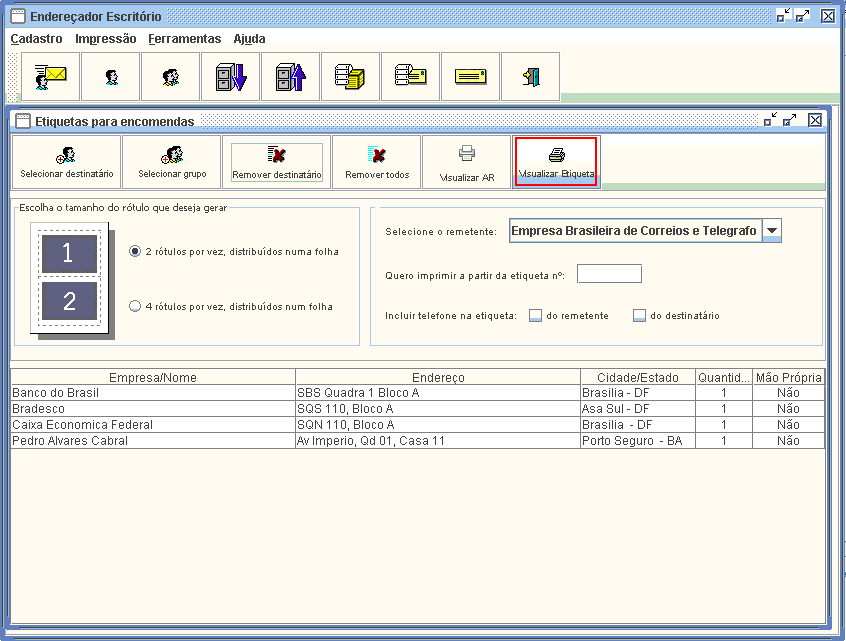 Endereçador Escritório
Cadastro Impressão Ferramentas Ajuda
Etiquetas para encomendas
Selecionar destinatário Selecionar grupo Remover destinatário Remover todos Visualizar AR Visualizar Etiqueta
Escolha o tamanho do rótulo que deseja gerar
1
2
2 rótulos por vez, distribuídos numa folha
4 rótulos por vez, distribuídos num folha
Selecione o remetente: Empresa Brasileira de Correios e Telegrafo
Quero imprimir a partir da etiqueta nº:
Incluir telefone na etiqueta: do remetente do destinatário
Empresa/Nome Endereço Cidade/Estado Quantid... Mão Própria
Banco do Brasil SBS Quadra 1 Bloco A Brasilia - DF 1 Não
Bradesco SQS 110, Bloco A Asa Sul - DF 1 Não
Caixa Economica Federal SQN 110, Bloco A Brasilia - DF 1 Não
Pedro Alvares Cabral Av Imperio, Qd 01, Casa 11 Porto Seguro - BA 1 Não